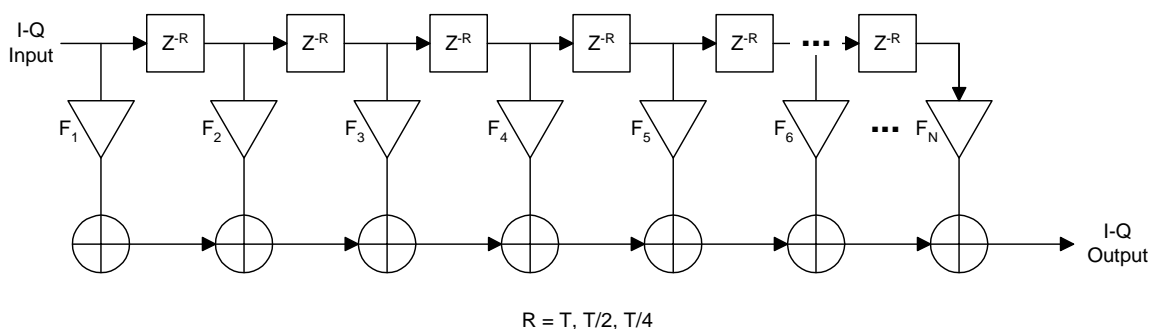 I-Q
Input
Z-R Z-R Z-R Z-R Z-R ... Z-R
F1 F2 F3 F4 F5 F6 ... FN
I-Q
Output
R = T, T/2, T/4